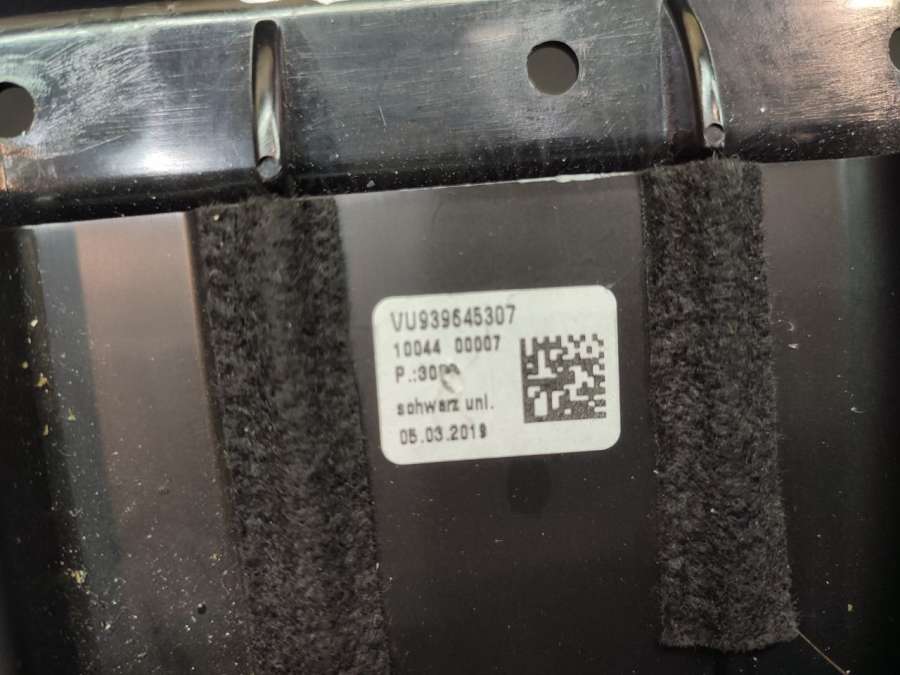 VU939645307
10044 00007
schwarz uni.
05.03.2019